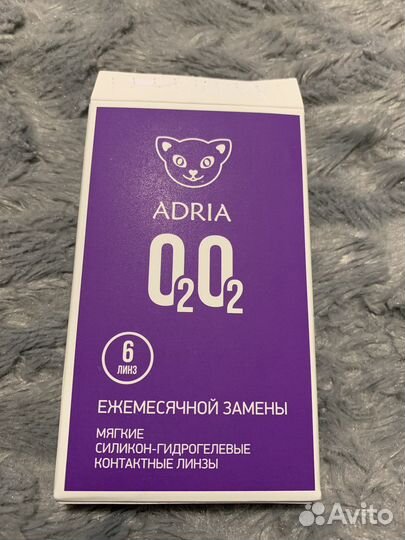 ADRIA
O2O2
6
ЛИНЗ
ЕЖЕМЕСЯЧНОЙ ЗАМЕНЫ
МЯГКИЕ
СИЛИКОН-ГИДРОГЕЛЕВЫЕ
КОНТАКТНЫЕ ЛИНЗЫ
Avito